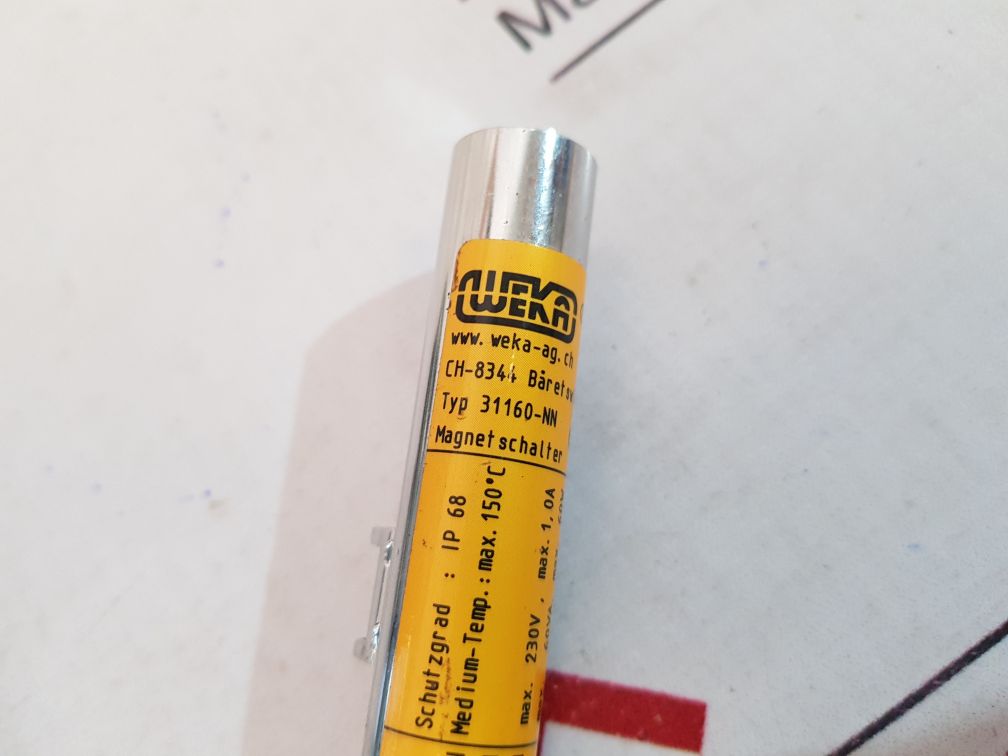 WEKA
www.weka-ag.ch
CH-8344
Typ 31160-NN
Magnetschalter
Schutzgrad : IP 68
Medium-Temp.: max. 150°C
max. 230V, max. 1,0A